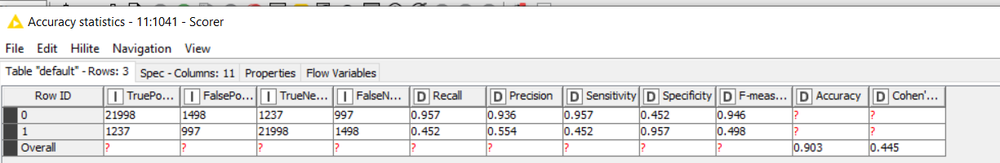 Accuracy statistics - 11:1041 - Scorer
File Edit Hilite Navigation View
Table "default" - Rows: 3 Spec - Columns: 11 Properties Flow Variables
Row ID I TruePo... I FalsePo... I TrueNe... I FalseN... D Recall D Precision D Sensitivity D Specificity D F-meas... D Accuracy D Cohen'...
0 21998 1498 1237 997 0.957 0.936 0.957 0.452 0.946 ? ?
1 1237 997 21998 1498 0.452 0.554 0.452 0.957 0.498 ? ?
Overall ? ? ? ? ? ? ? ? ? 0.903 0.445